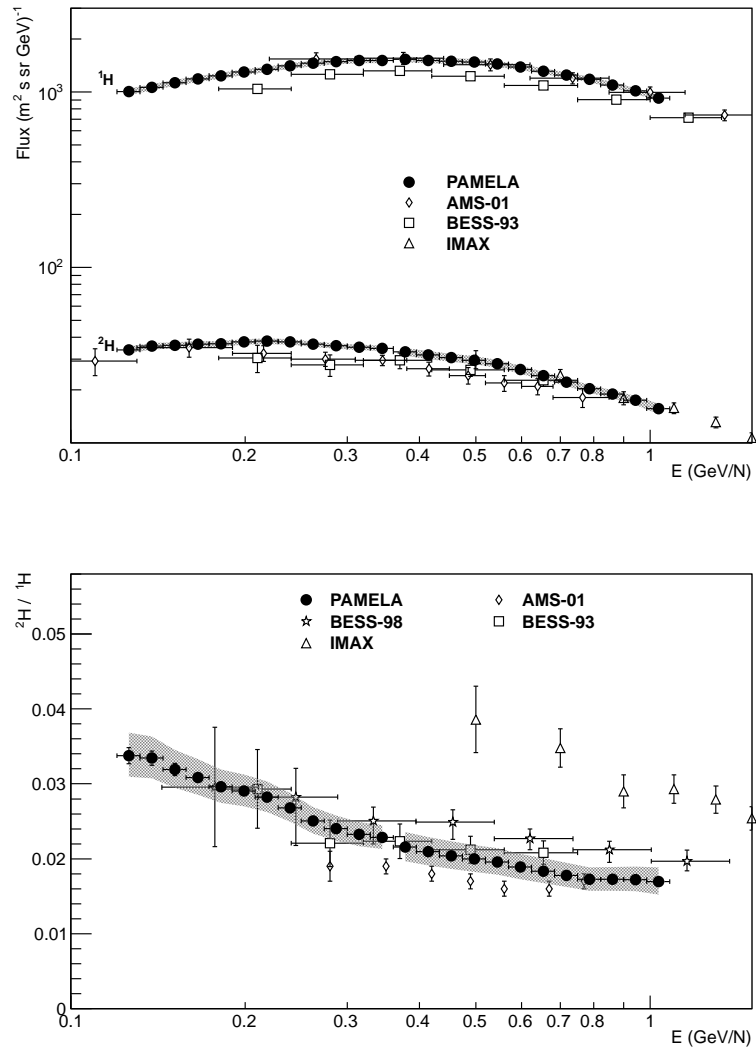 Flux (m² s sr GeV)⁻¹
10³
10²
¹H
²H
PAMELA
AMS-01
BESS-93
IMAX
0.1
0.2
0.3
0.4
0.5
0.6
0.7
0.8
1
E (GeV/N)
²H / ¹H
0.05
0.04
0.03
0.02
0.01
0
PAMELA
AMS-01
BESS-98
BESS-93
IMAX
0.1
0.2
0.3
0.4
0.5
0.6
0.7
0.8
1
E (GeV/N)